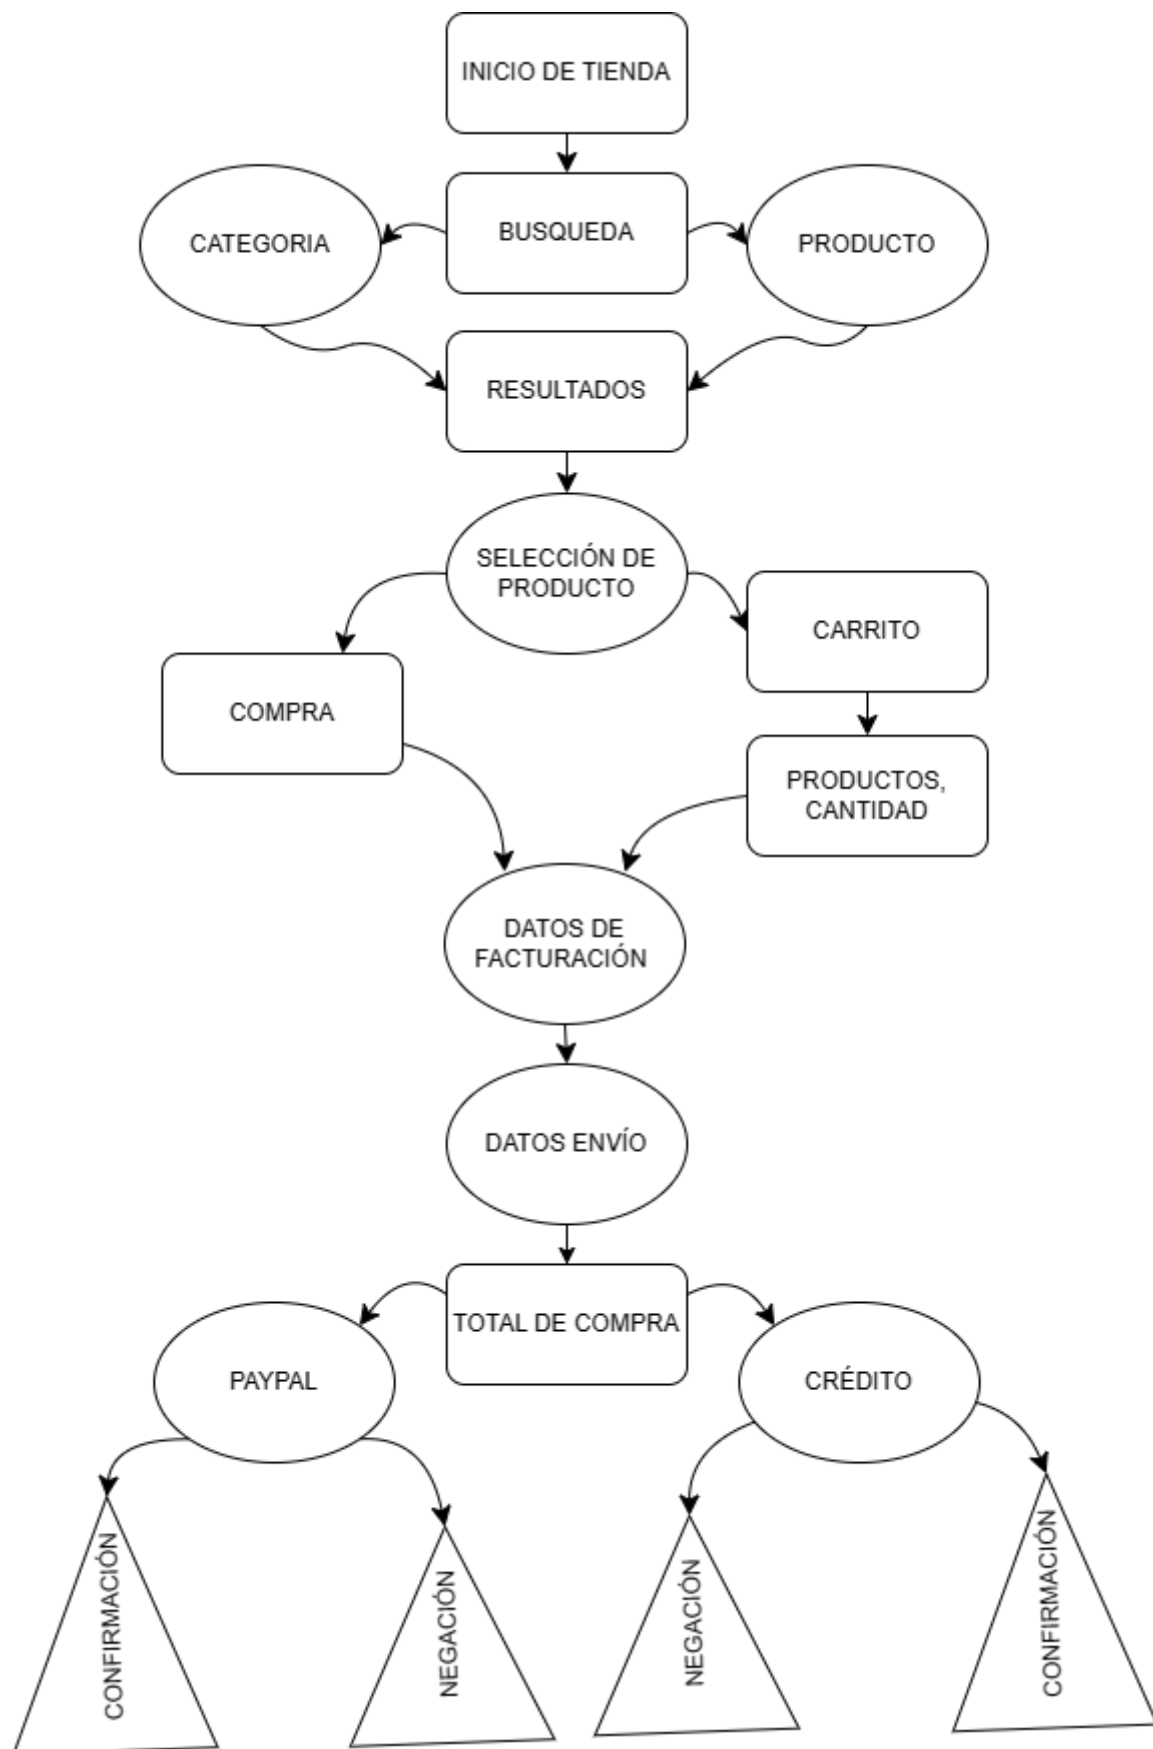 INICIO DE TIENDA
BUSQUEDA
CATEGORIA
PRODUCTO
RESULTADOS
SELECCIÓN DE
PRODUCTO
CARRITO
COMPRA
PRODUCTOS,
CANTIDAD
DATOS DE
FACTURACIÓN
DATOS ENVÍO
TOTAL DE COMPRA
PAYPAL
CRÉDITO
CONFIRMACIÓN
NEGACIÓN
NEGACIÓN
CONFIRMACIÓN